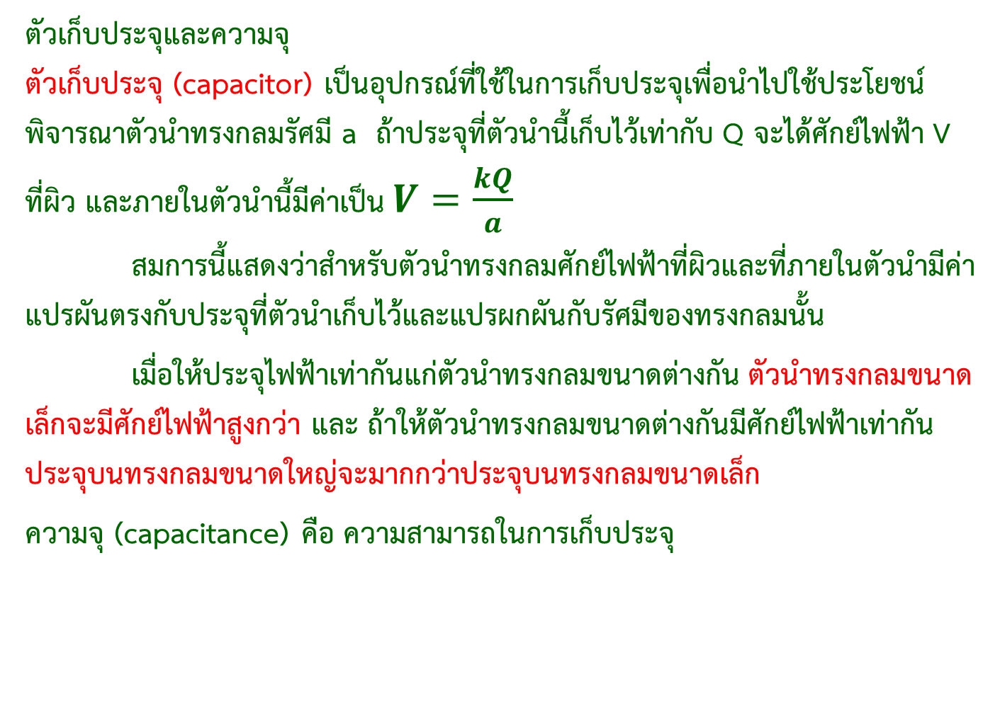 ตัวเก็บประจุและความจุ
ตัวเก็บประจุ (capacitor) เป็นอุปกรณ์ที่ใช้ในการเก็บประจุเพื่อนำไปใช้ประโยชน์
พิจารณาตัวนำทรงกลมรัศมี a ถ้าประจุที่ตัวนำนี้เก็บไว้เท่ากับ Q จะได้ศักย์ไฟฟ้า V
ที่ผิว และภายในตัวนำนี้มีค่าเป็น V = kQ/a
สมการนี้แสดงว่าสำหรับตัวนำทรงกลมศักย์ไฟฟ้าที่ผิวและที่ภายในตัวนำมีค่า
แปรผันตรงกับประจุที่ตัวนำเก็บไว้และแปรผกผันกับรัศมีของทรงกลมนั้น
เมื่อให้ประจุไฟฟ้าเท่ากันแก่ตัวนำทรงกลมขนาดต่างกัน ตัวนำทรงกลมขนาด
เล็กจะมีศักย์ไฟฟ้าสูงกว่า และ ถ้าให้ตัวนำทรงกลมขนาดต่างกันมีศักย์ไฟฟ้าเท่ากัน
ประจุบนทรงกลมขนาดใหญ่จะมากกว่าประจุบนทรงกลมขนาดเล็ก
ความจุ (capacitance) คือ ความสามารถในการเก็บประจุ